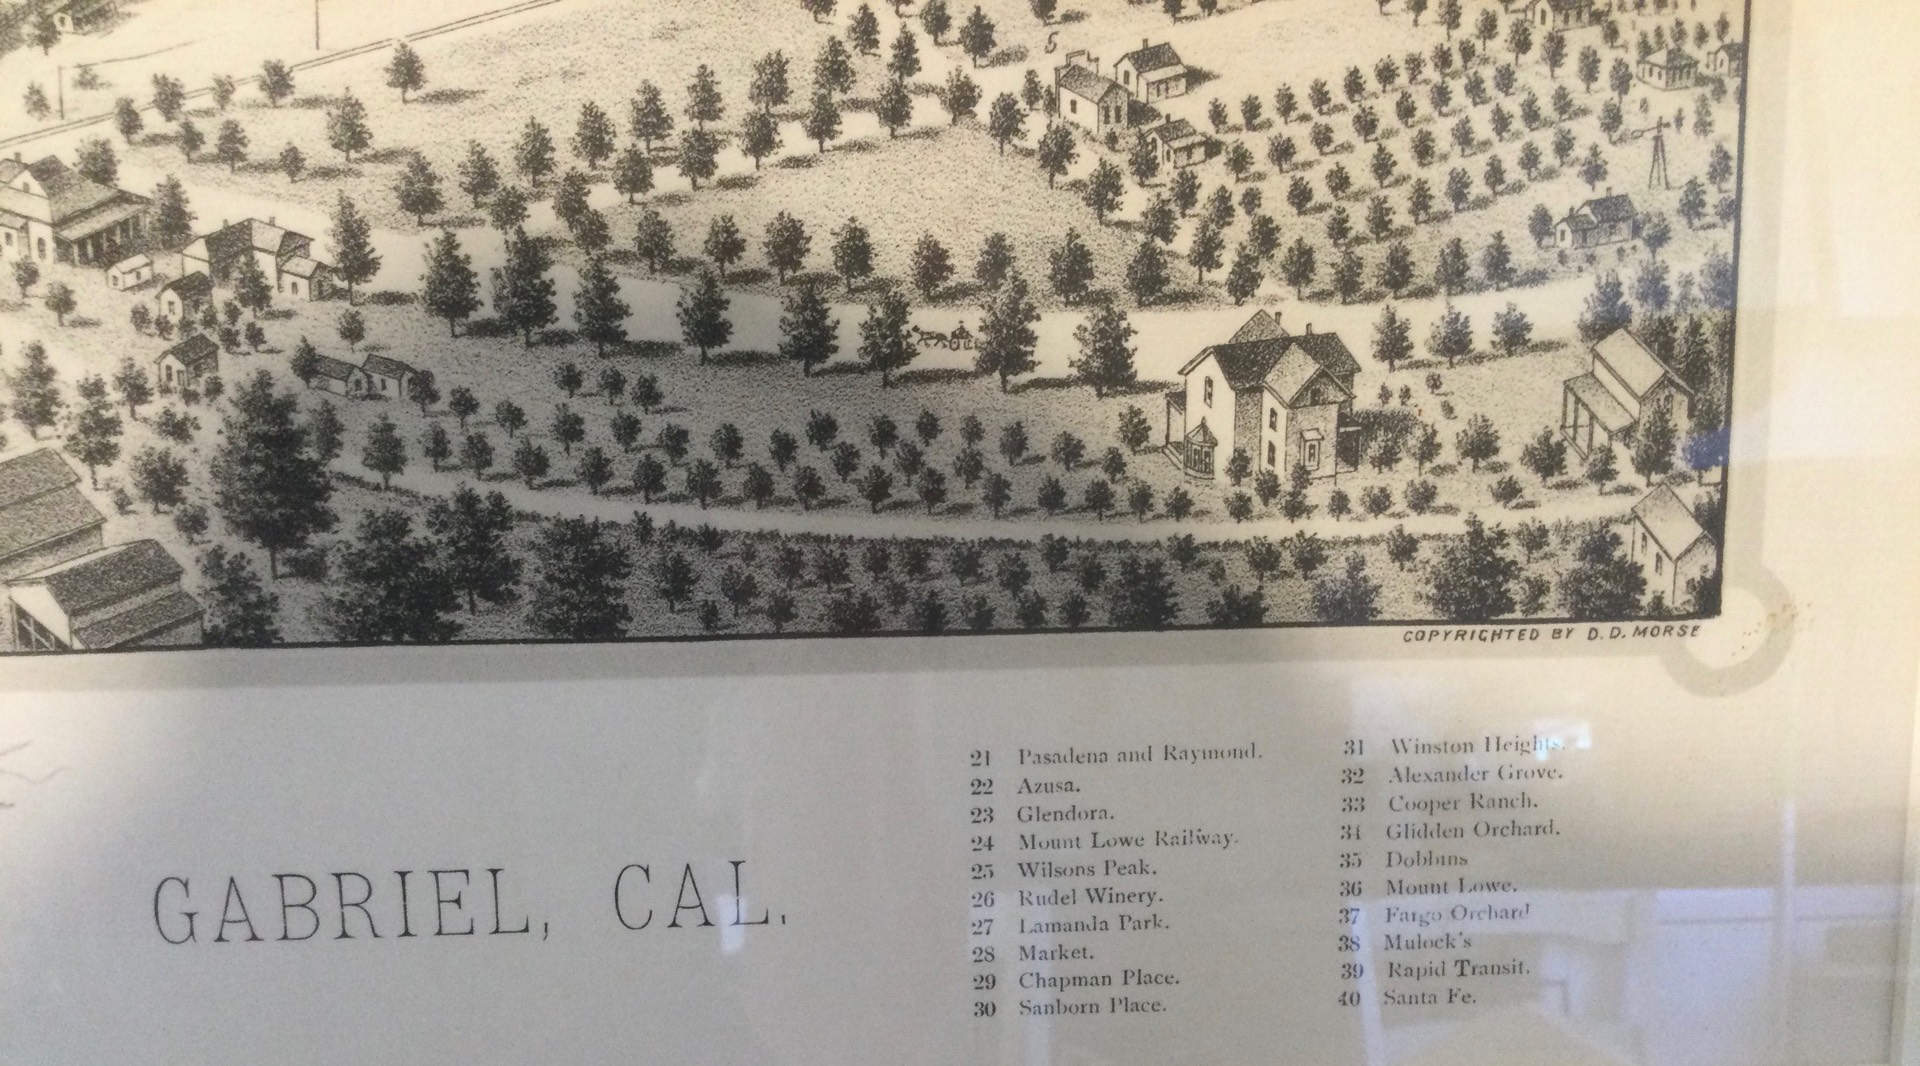 5
COPYRIGHTED BY D. D. MORSE
GABRIEL, CAL.
21 Pasadena and Raymond.
22 Azusa.
23 Glendora.
24 Mount Lowe Railway.
25 Wilsons Peak.
26 Rudel Winery.
27 Lamanda Park.
28 Market.
29 Chapman Place.
30 Sanborn Place.
31 Winston Heights.
32 Alexander Grove.
33 Cooper Ranch.
34 Glidden Orchard.
35 Dobbins
36 Mount Lowe.
37 Fargo Orchard
38 Mulock's
39 Rapid Transit.
40 Santa Fe.